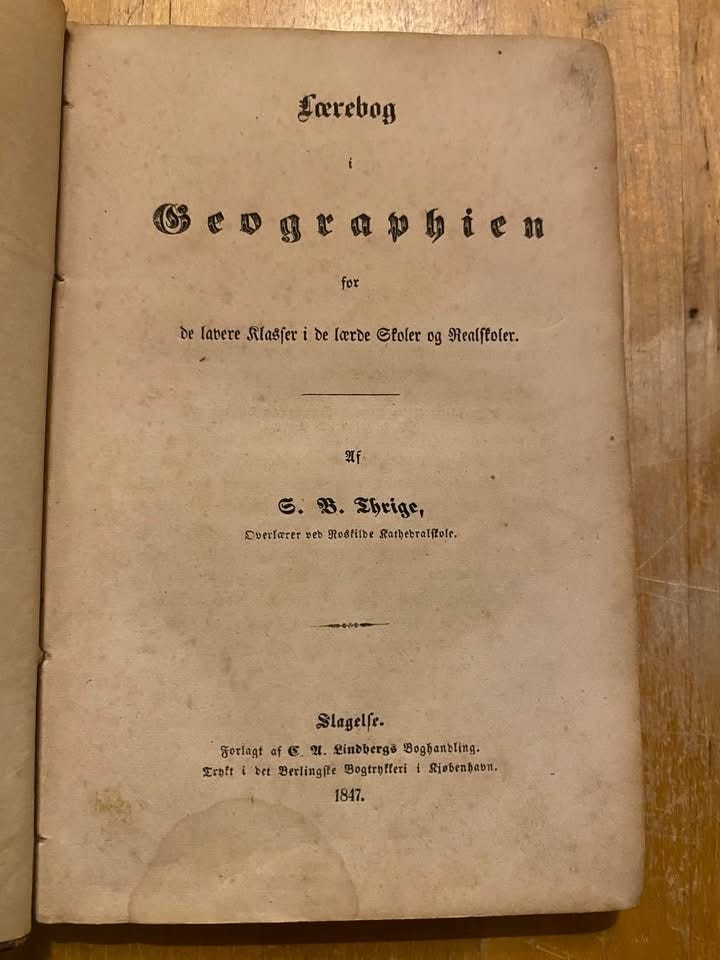 Lærebog
i
Geographien
for
de lavere Klasser i de lærde Skoler og Realskoler.
Af
S. B. Thrige,
Overlærer ved Roskilde Kathedralskole.
Slagelse.
Forlagt af C. A. Lindbergs Boghandling.
Trykt i det Berlingske Bogtrykkeri i Kjøbenhavn.
1847.